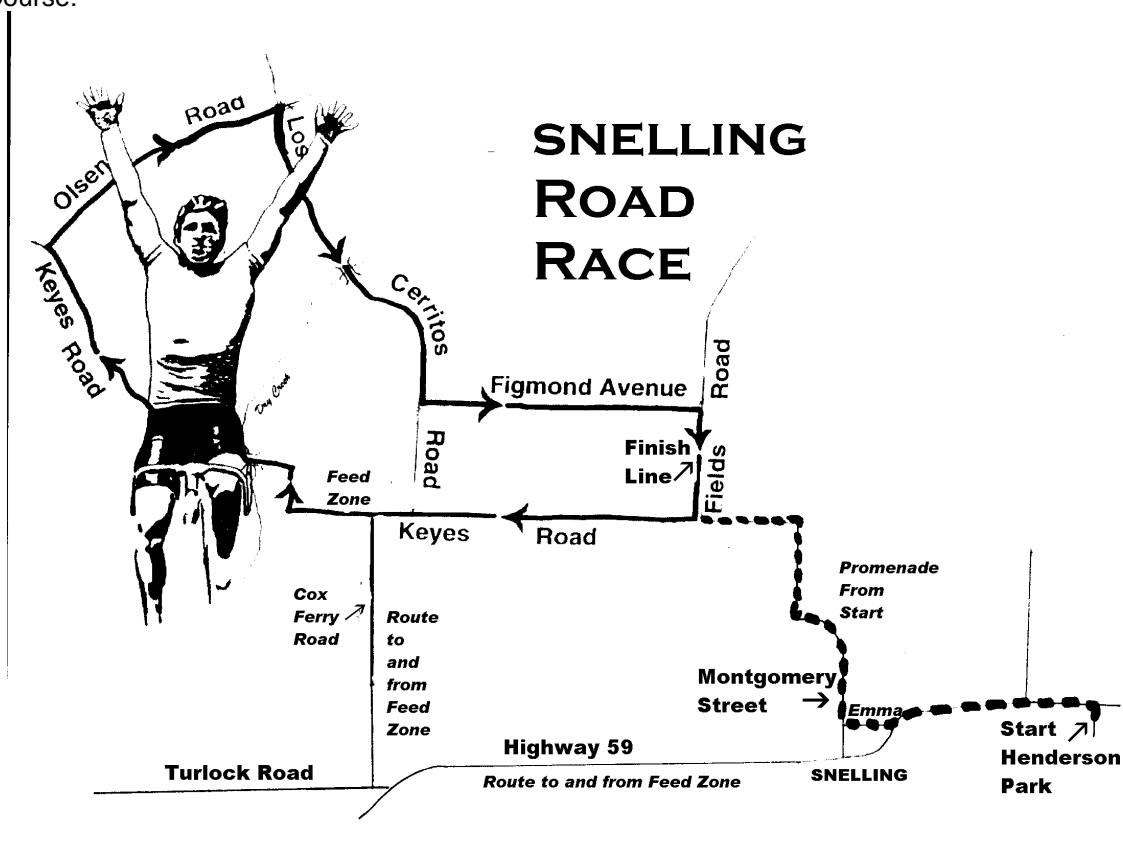 course.
SNELLING
ROAD
RACE
Olsen
Road
Los
Cerritos
Road
Keyes Road
Dry Creek
Figmond Avenue
Road
Fields
Finish
Line
Feed
Zone
Keyes
Road
Cox
Ferry
Road
Route
to
and
from
Feed
Zone
Promenade
From
Start
Montgomery
Street
Emma
Start
Henderson
Park
Highway 59
Route to and from Feed Zone
SNELLING
Turlock Road